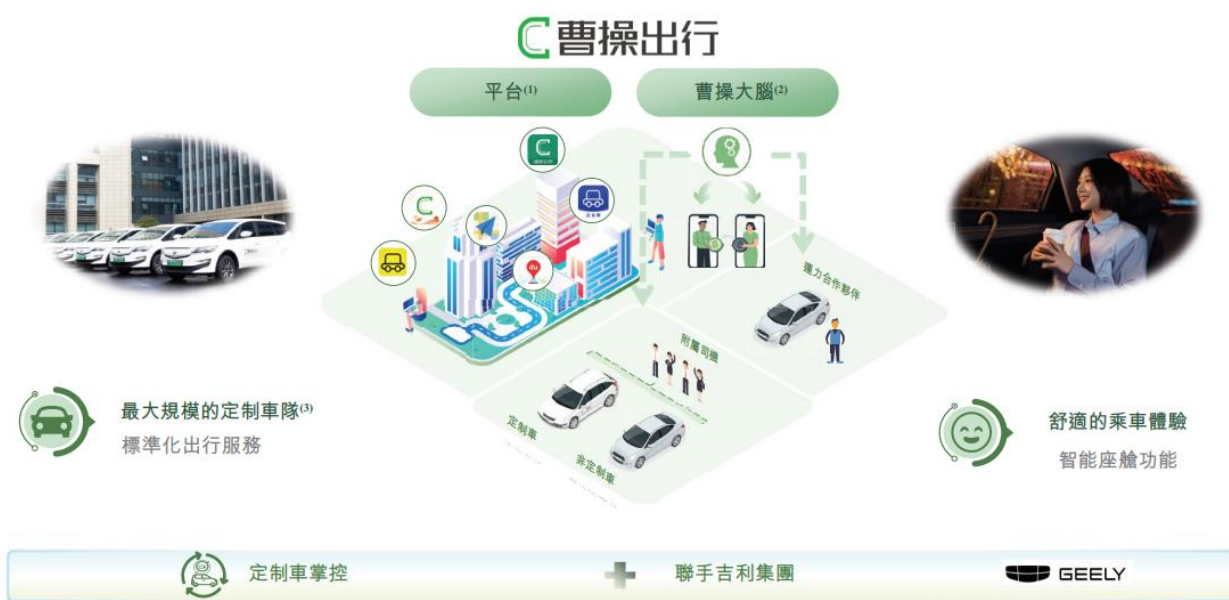 曹操出行
平台(1)
曹操大腦(2)
du
運力合作夥伴
附屬司機
定制車
非定制車
最大規模的定制車隊(3)
標準化出行服務
舒適的乘車體驗
智能座艙功能
定制車掌控
聯手吉利集團
GEELY